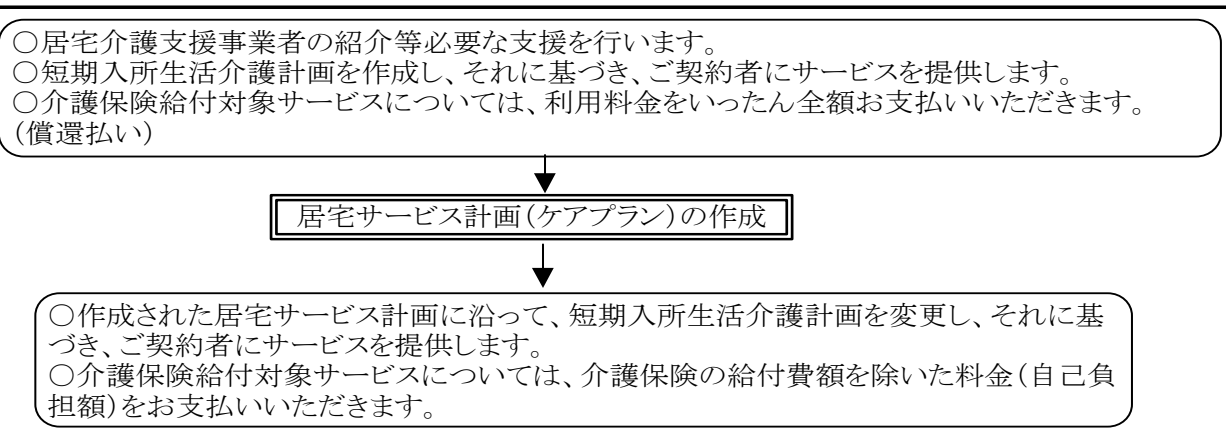 ○居宅介護支援事業者の紹介等必要な支援を行います。
○短期入所生活介護計画を作成し、それに基づき、ご契約者にサービスを提供します。
○介護保険給付対象サービスについては、利用料金をいったん全額お支払いいただきます。
(償還払い)
居宅サービス計画(ケアプラン)の作成
○作成された居宅サービス計画に沿って、短期入所生活介護計画を変更し、それに基
づき、ご契約者にサービスを提供します。
○介護保険給付対象サービスについては、介護保険の給付費額を除いた料金(自己負
担額)をお支払いいただきます。